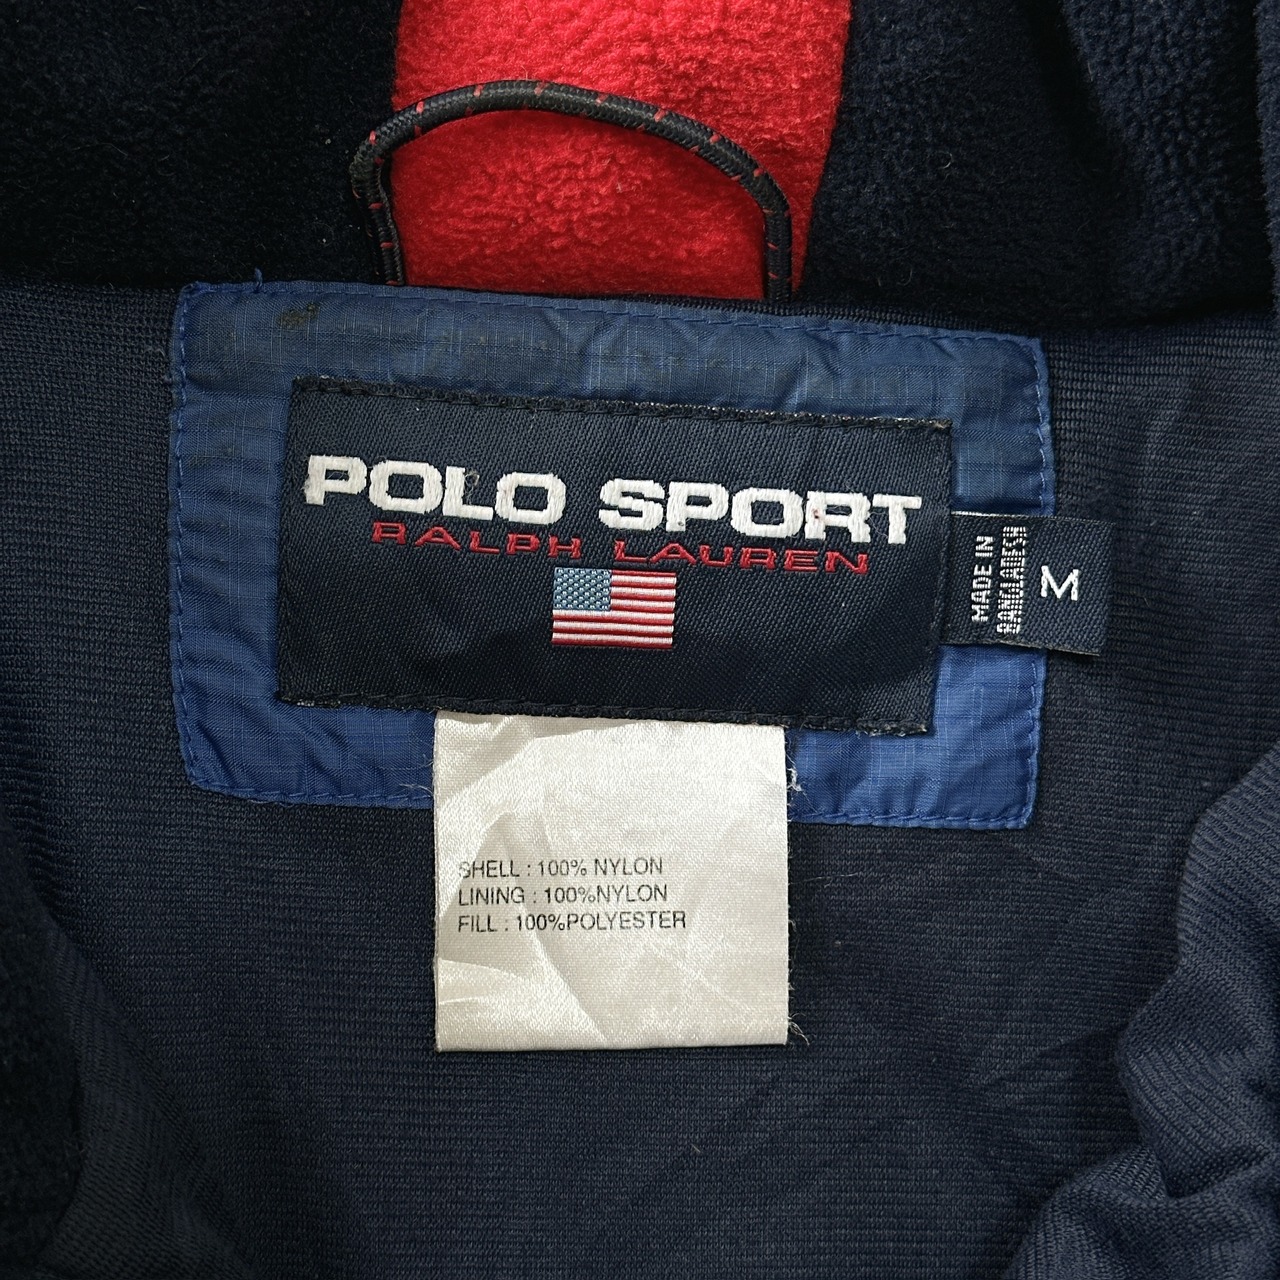 POLO SPORT
RALPH LAUREN
MADE IN
BANGLADESH
M
SHELL : 100% NYLON
LINING : 100%NYLON
FILL : 100%POLYESTER